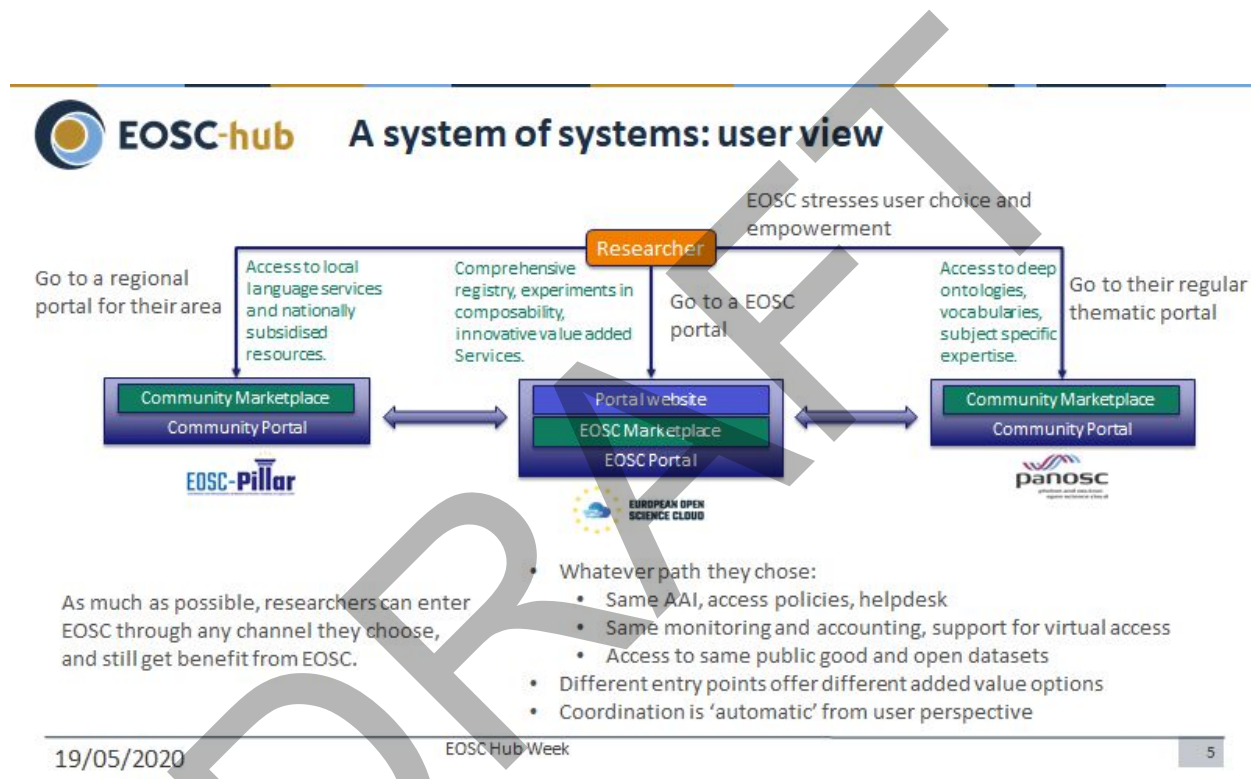 EOSC-hub
A system of systems: user view
EOSC stresses user choice and
empowerment
Researcher
Go to a regional
portal for their area
Access to local
language services
and nationally
subsidised
resources.
Comprehensive
registry, experiments in
composability,
innovative value added
Services.
Go to a EOSC
portal
Access to deep
ontologies,
vocabularies,
subject specific
expertise.
Go to their regular
thematic portal
Community Marketplace
Community Portal
Portal website
EOSC Marketplace
EOSC Portal
Community Marketplace
Community Portal
EOSC-Pillar
EUROPEAN OPEN
SCIENCE CLOUD
panosc
photon and neutron
open science cloud
As much as possible, researchers can enter
EOSC through any channel they choose,
and still get benefit from EOSC.
• Whatever path they chose:
• Same AAI, access policies, helpdesk
• Same monitoring and accounting, support for virtual access
• Access to same public good and open datasets
• Different entry points offer different added value options
• Coordination is ‘automatic’ from user perspective
19/05/2020
EOSC Hub Week
5
DRAFT